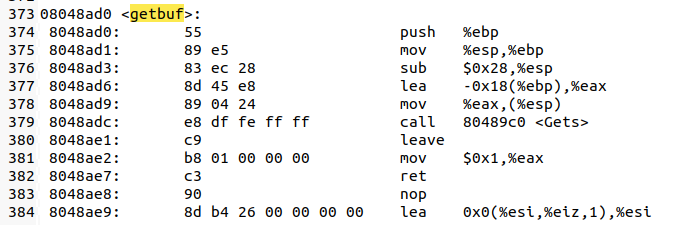 373 08048ad0 <getbuf>:
374 8048ad0: 55 push %ebp
375 8048ad1: 89 e5 mov %esp,%ebp
376 8048ad3: 83 ec 28 sub $0x28,%esp
377 8048ad6: 8d 45 e8 lea -0x18(%ebp),%eax
378 8048ad9: 89 04 24 mov %eax,(%esp)
379 8048adc: e8 df fe ff ff call 80489c0 <Gets>
380 8048ae1: c9 leave
381 8048ae2: b8 01 00 00 00 mov $0x1,%eax
382 8048ae7: c3 ret
383 8048ae8: 90 nop
384 8048ae9: 8d b4 26 00 00 00 00 lea 0x0(%esi,%eiz,1),%esi